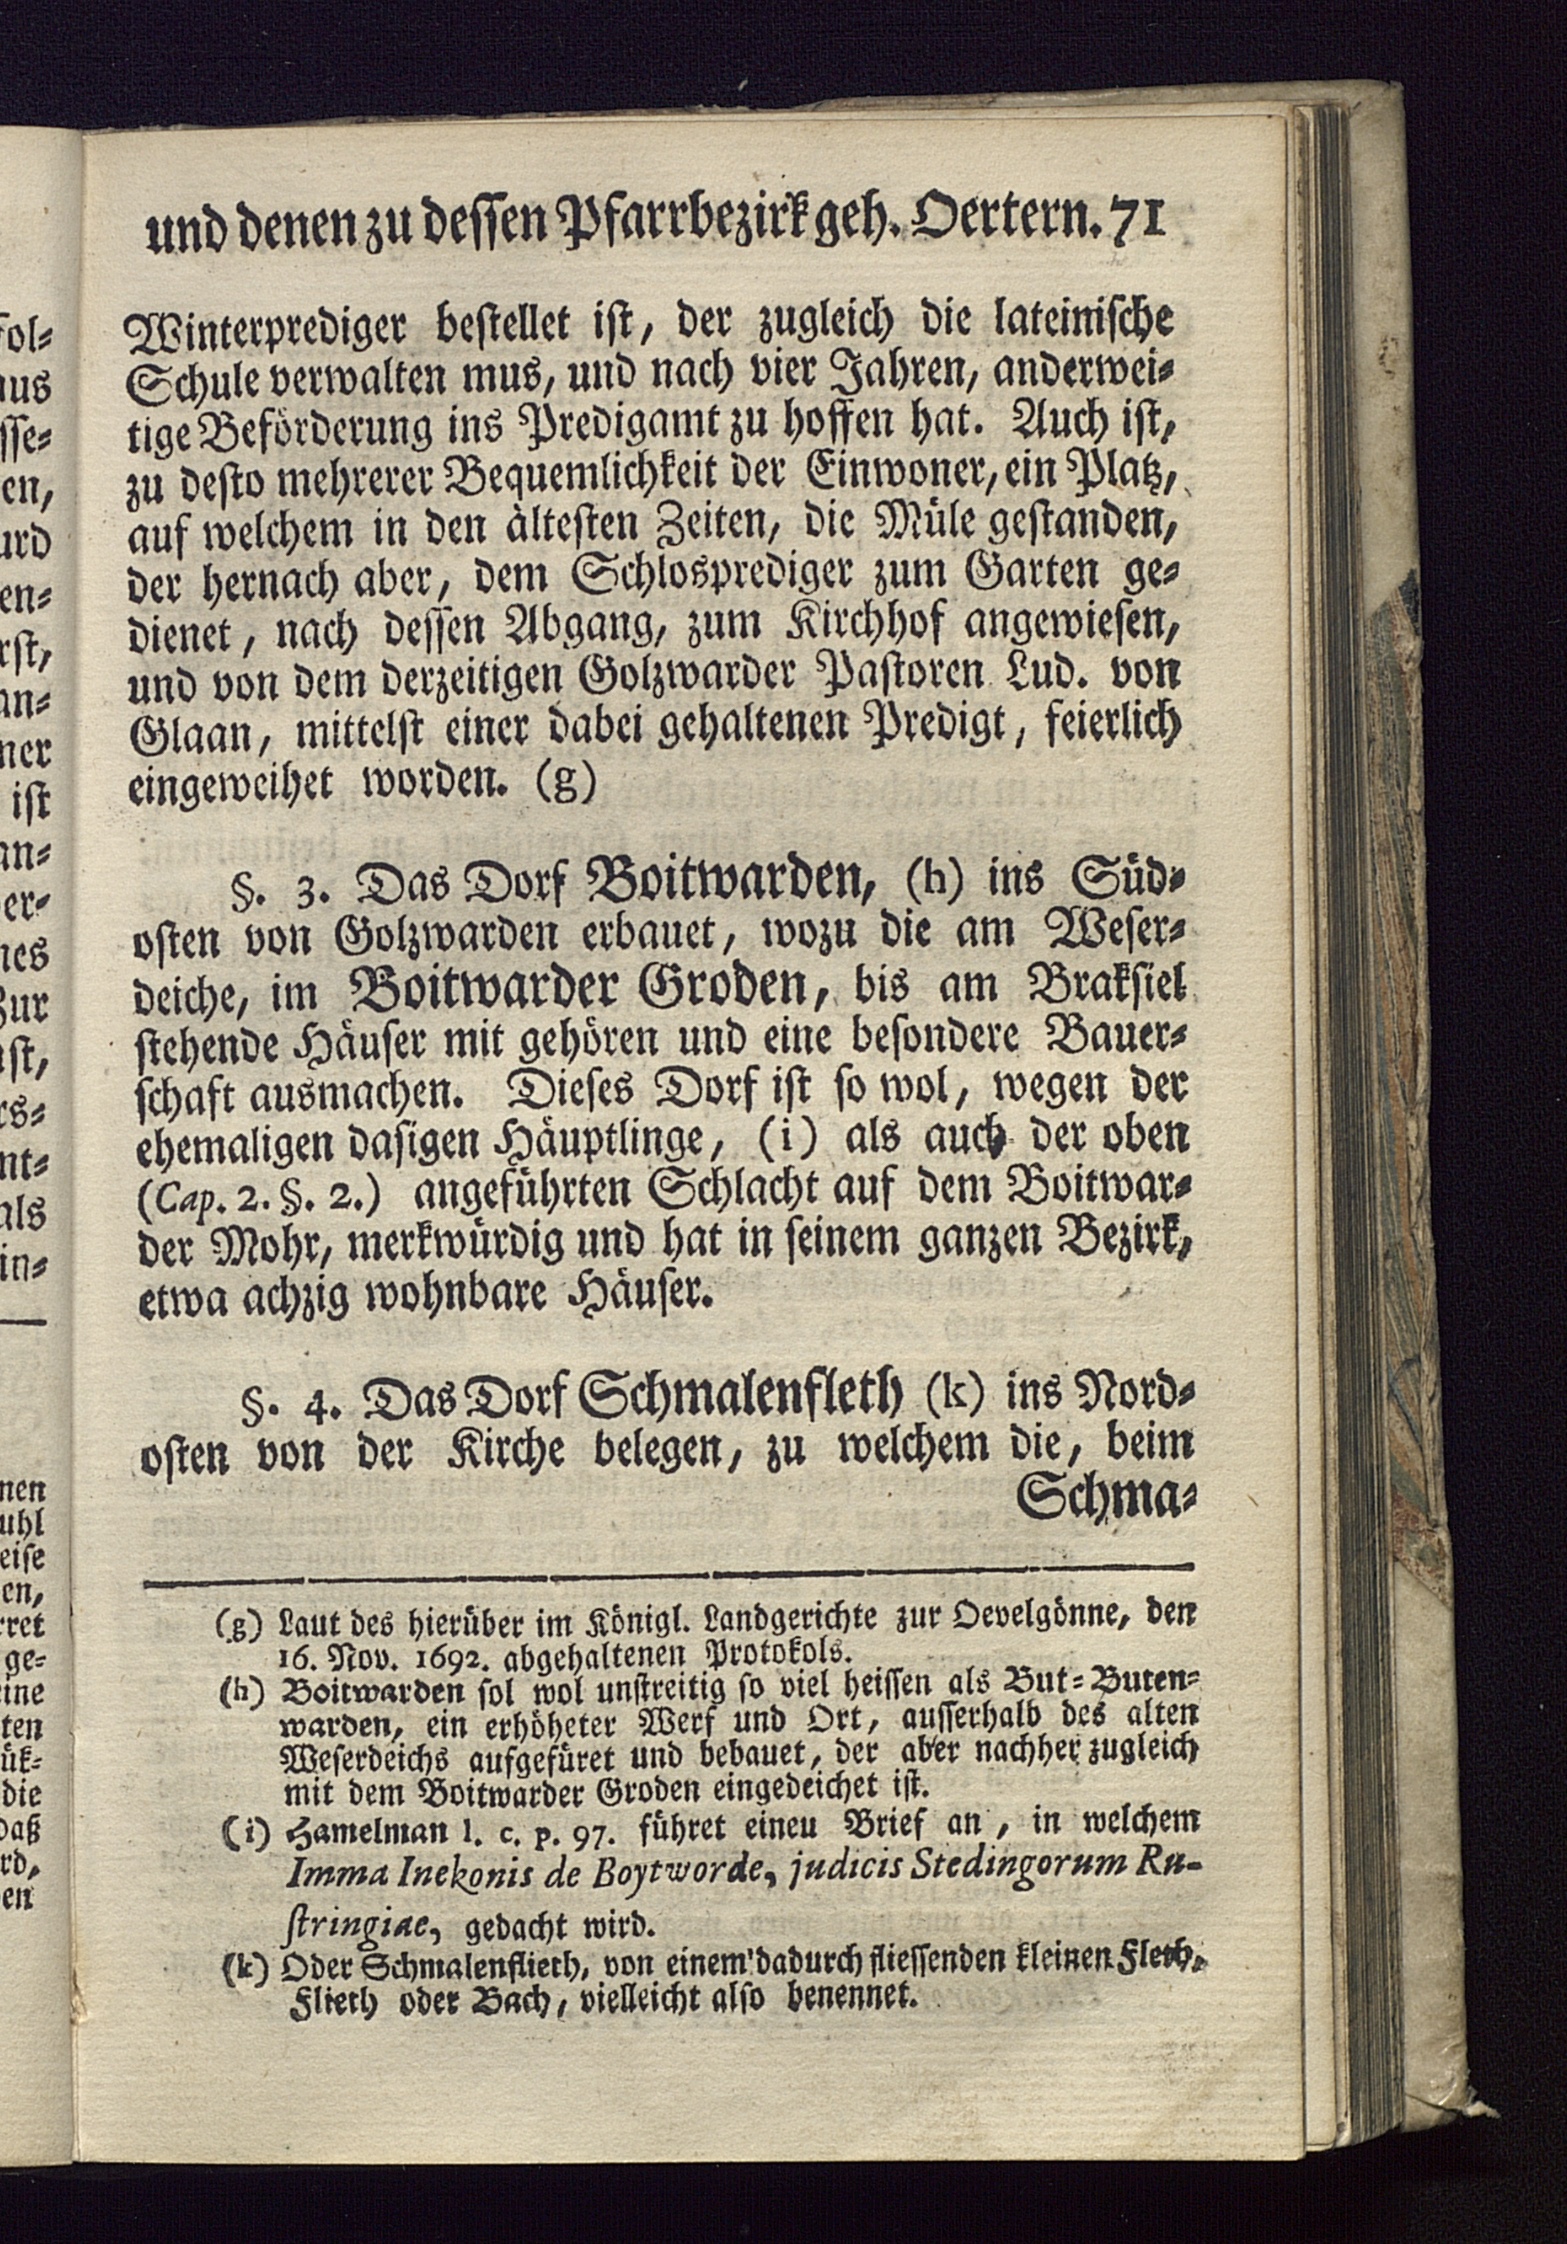 und denen zu dessen Pfarrbezirk geh. Oertern. 71
Winterprediger bestellet ist, der zugleich die lateinische
Schule verwalten mus, und nach vier Jahren, anderwei-
tige Beförderung ins Predigamt zu hoffen hat. Auch ist,
zu desto mehrerer Bequemlichkeit der Einwoner, ein Platz,
auf welchem in den ältesten Zeiten, die Müle gestanden,
der hernach aber, dem Schlosprediger zum Garten ge-
dienet, nach dessen Abgang, zum Kirchhof angewiesen,
und von dem derzeitigen Golzwarder Pastoren Lud. von
Glaan, mittelst einer dabei gehaltenen Predigt, feierlich
eingeweihet worden. (g)
§. 3. Das Dorf Boitwarden, (h) ins Süd-
osten von Golzwarden erbauet, wozu die am Weser-
deiche, im Boitwarder Groden, bis am Braksiel
stehende Häuser mit gehören und eine besondere Bauer-
schaft ausmachen. Dieses Dorf ist so wol, wegen der
ehemaligen dasigen Häuptlinge, (i) als auch der oben
(Cap. 2. §. 2.) angeführten Schlacht auf dem Boitwar-
der Mohr, merkwürdig und hat in seinem ganzen Bezirk,
etwa achzig wohnbare Häuser.
§. 4. Das Dorf Schmalenfleth (k) ins Nord-
osten von der Kirche belegen, zu welchem die, beim
Schma-
(g) Laut des hierüber im Königl. Landgerichte zur Oevelgönne, den
16. Nov. 1692. abgehaltenen Protokols.
(h) Boitwarden sol wol unstreitig so viel heissen als But-Buten-
warden, ein erhöheter Werf und Ort, ausserhalb des alten
Weserdeichs aufgefüret und bebauet, der aber nachher zugleich
mit dem Boitwarder Groden eingedeichet ist.
(i) Hamelman l. c. p. 97. führet eineu Brief an, in welchem
Imma Inekonis de Boytworde, judicis Stedingorum Ru-
stringiae, gedacht wird.
(k) Oder Schmalenflieth, von einem dadurch fliessenden kleinen Fleth,
Flieth oder Bach, vielleicht also benennet.